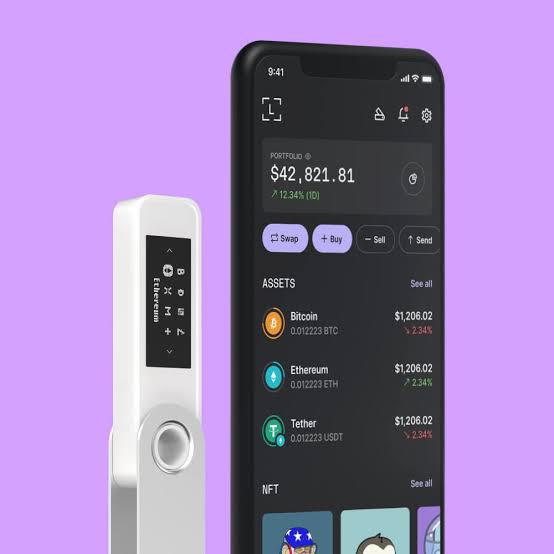 9:41
L
PORTFOLIO
$42,821.81
↗ 12.34% (1D)
Swap
+ Buy
− Sell
↑ Send
ASSETS See all
Bitcoin $1,206.02
0.012223 BTC ↘ 2.34%
Ethereum $1,206.02
0.012223 ETH ↗ 2.34%
Tether $1,206.02
0.012223 USDT ↘ 2.34%
NFT See all
Ethereum